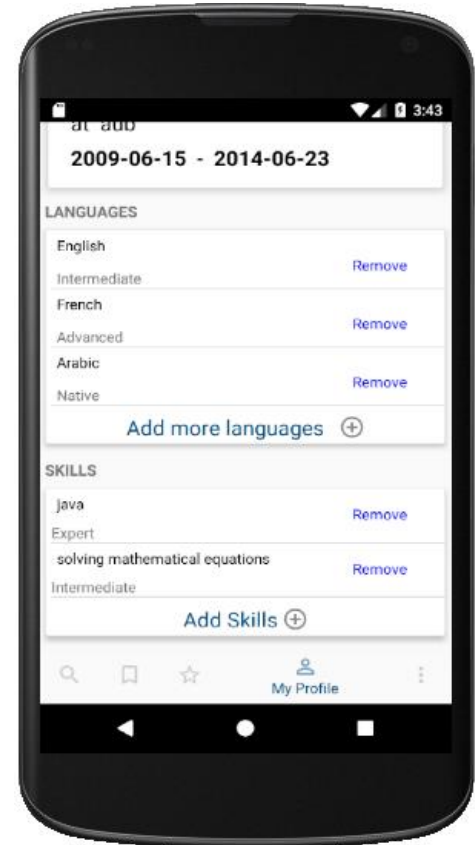 3:43
at aub
2009-06-15 - 2014-06-23
LANGUAGES
English
Intermediate
Remove
French
Advanced
Remove
Arabic
Native
Remove
Add more languages
SKILLS
java
Expert
Remove
solving mathematical equations
Intermediate
Remove
Add Skills
My Profile